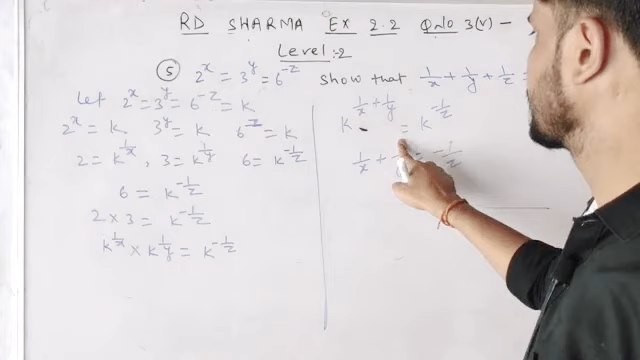 RD SHARMA Ex 2.2 Q.No 3(v) -
Level:2
(5) 2^x = 3^y = 6^-z show that 1/x + 1/y + 1/z =
Let 2^x = 3^y = 6^-z = k
2^x = k 3^y = k 6^-z = k
2 = k^1/x, 3 = k^1/y 6 = k^-1/z
6 = k^-1/z
2 × 3 = k^-1/z
k^1/x × k^1/y = k^-1/z
k^1/x + 1/y = k^-1/z
1/x + = -1/z